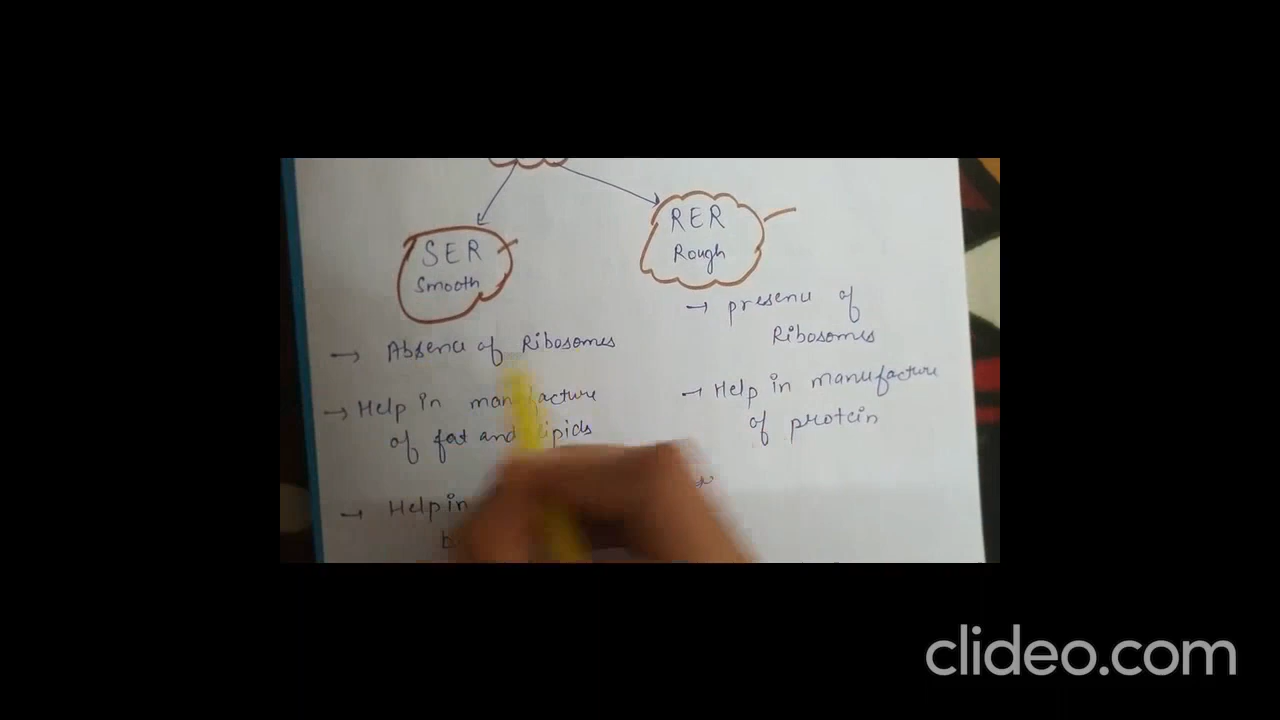 SER
Smooth
→ Absence of Ribosomes
→ Help in manufacture
of fat and lipids
→ Help in
RER
Rough
→ presence of
Ribosomes
→ Help in manufacture
of protein
clideo.com